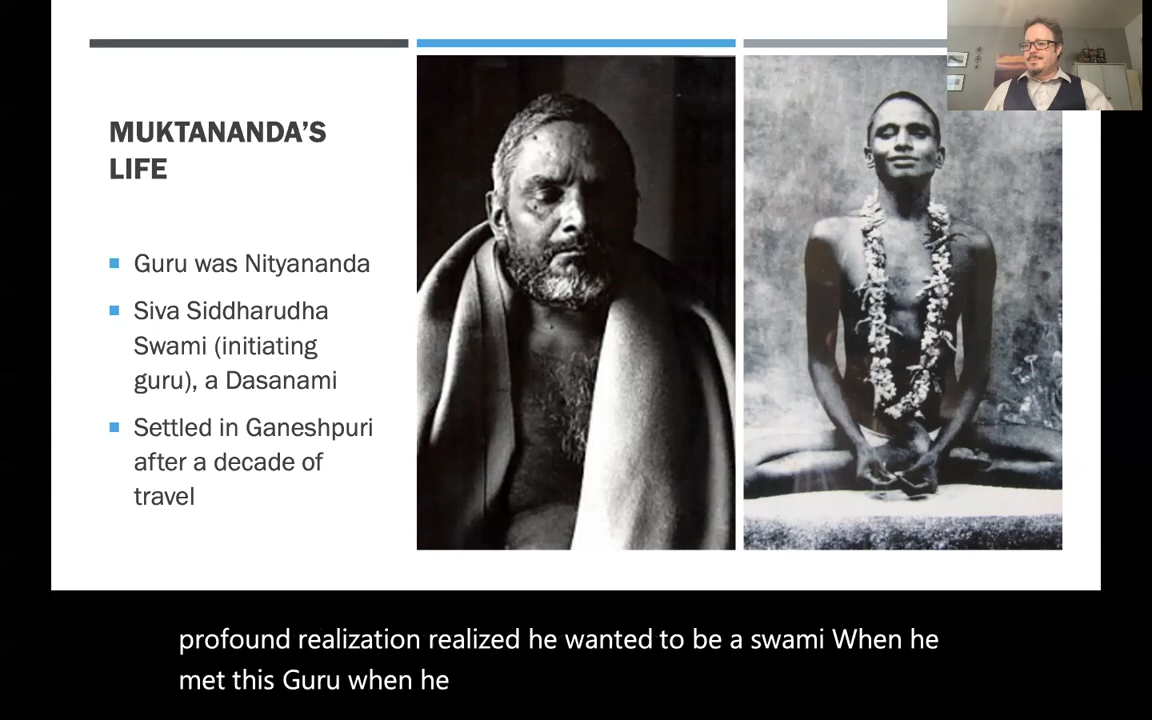 MUKTANANDA'S
LIFE
Guru was Nityananda
Siva Siddharudha
Swami (initiating
guru), a Dasanami
Settled in Ganeshpuri
after a decade of
travel
profound realization realized he wanted to be a swami When he
met this Guru when he